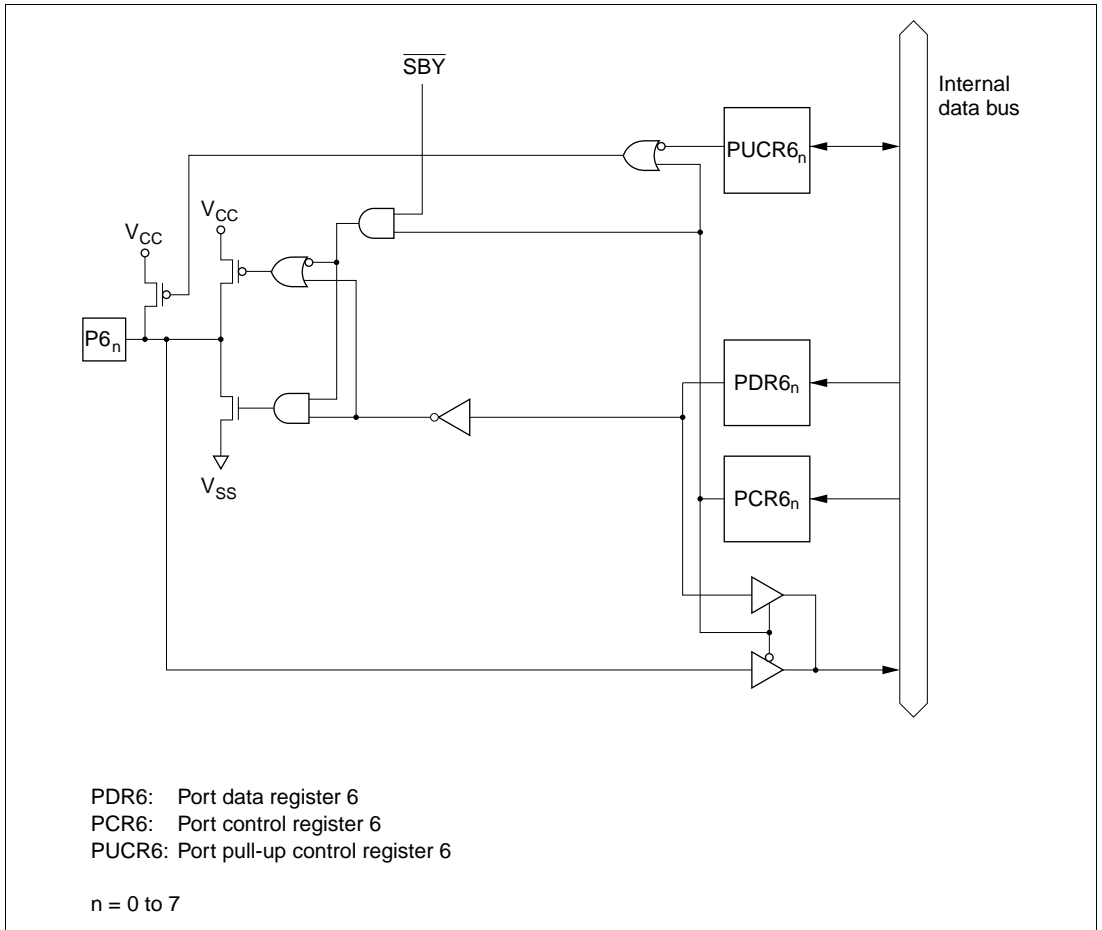 S̅B̅Y̅
Internal
data bus
PUCR6n
VCC
VCC
P6n
PDR6n
VSS
PCR6n
PDR6: Port data register 6
PCR6: Port control register 6
PUCR6: Port pull-up control register 6
n = 0 to 7